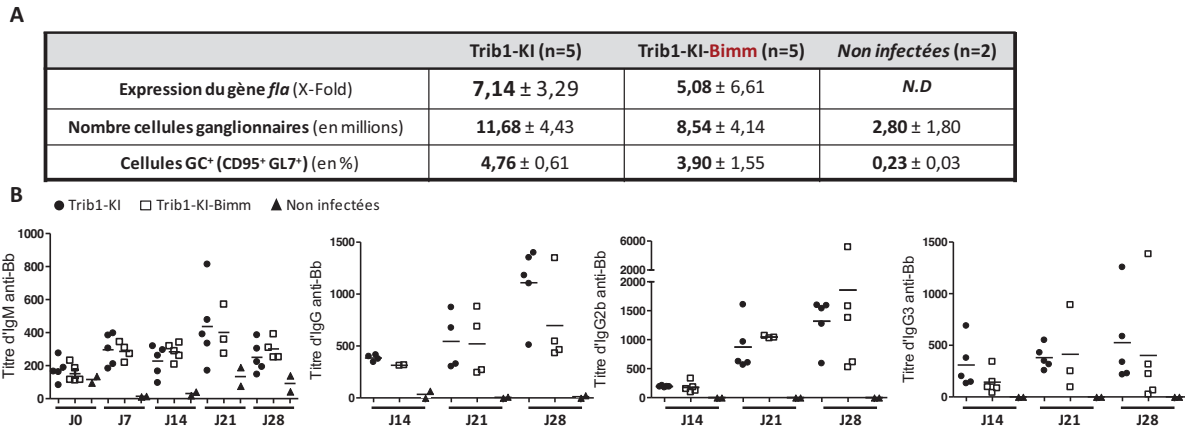 A
Trib1-KI (n=5) Trib1-KI-Bimm (n=5) Non infectées (n=2)
Expression du gène fla (X-Fold) 7,14 ± 3,29 5,08 ± 6,61 N.D
Nombre cellules ganglionnaires (en millions) 11,68 ± 4,43 8,54 ± 4,14 2,80 ± 1,80
Cellules GC+ (CD95+ GL7+) (en %) 4,76 ± 0,61 3,90 ± 1,55 0,23 ± 0,03
B
Trib1-KI Trib1-KI-Bimm Non infectées
Titre d'IgM anti-Bb
1000
800
600
400
200
0
J0 J7 J14 J21 J28
Titre d'IgG anti-Bb
1500
1000
500
0
J14 J21 J28
Titre d'IgG2b anti-Bb
6000
4000
2000
2000
1500
1000
500
0
J14 J21 J28
Titre d'IgG3 anti-Bb
1500
1000
500
0
J14 J21 J28